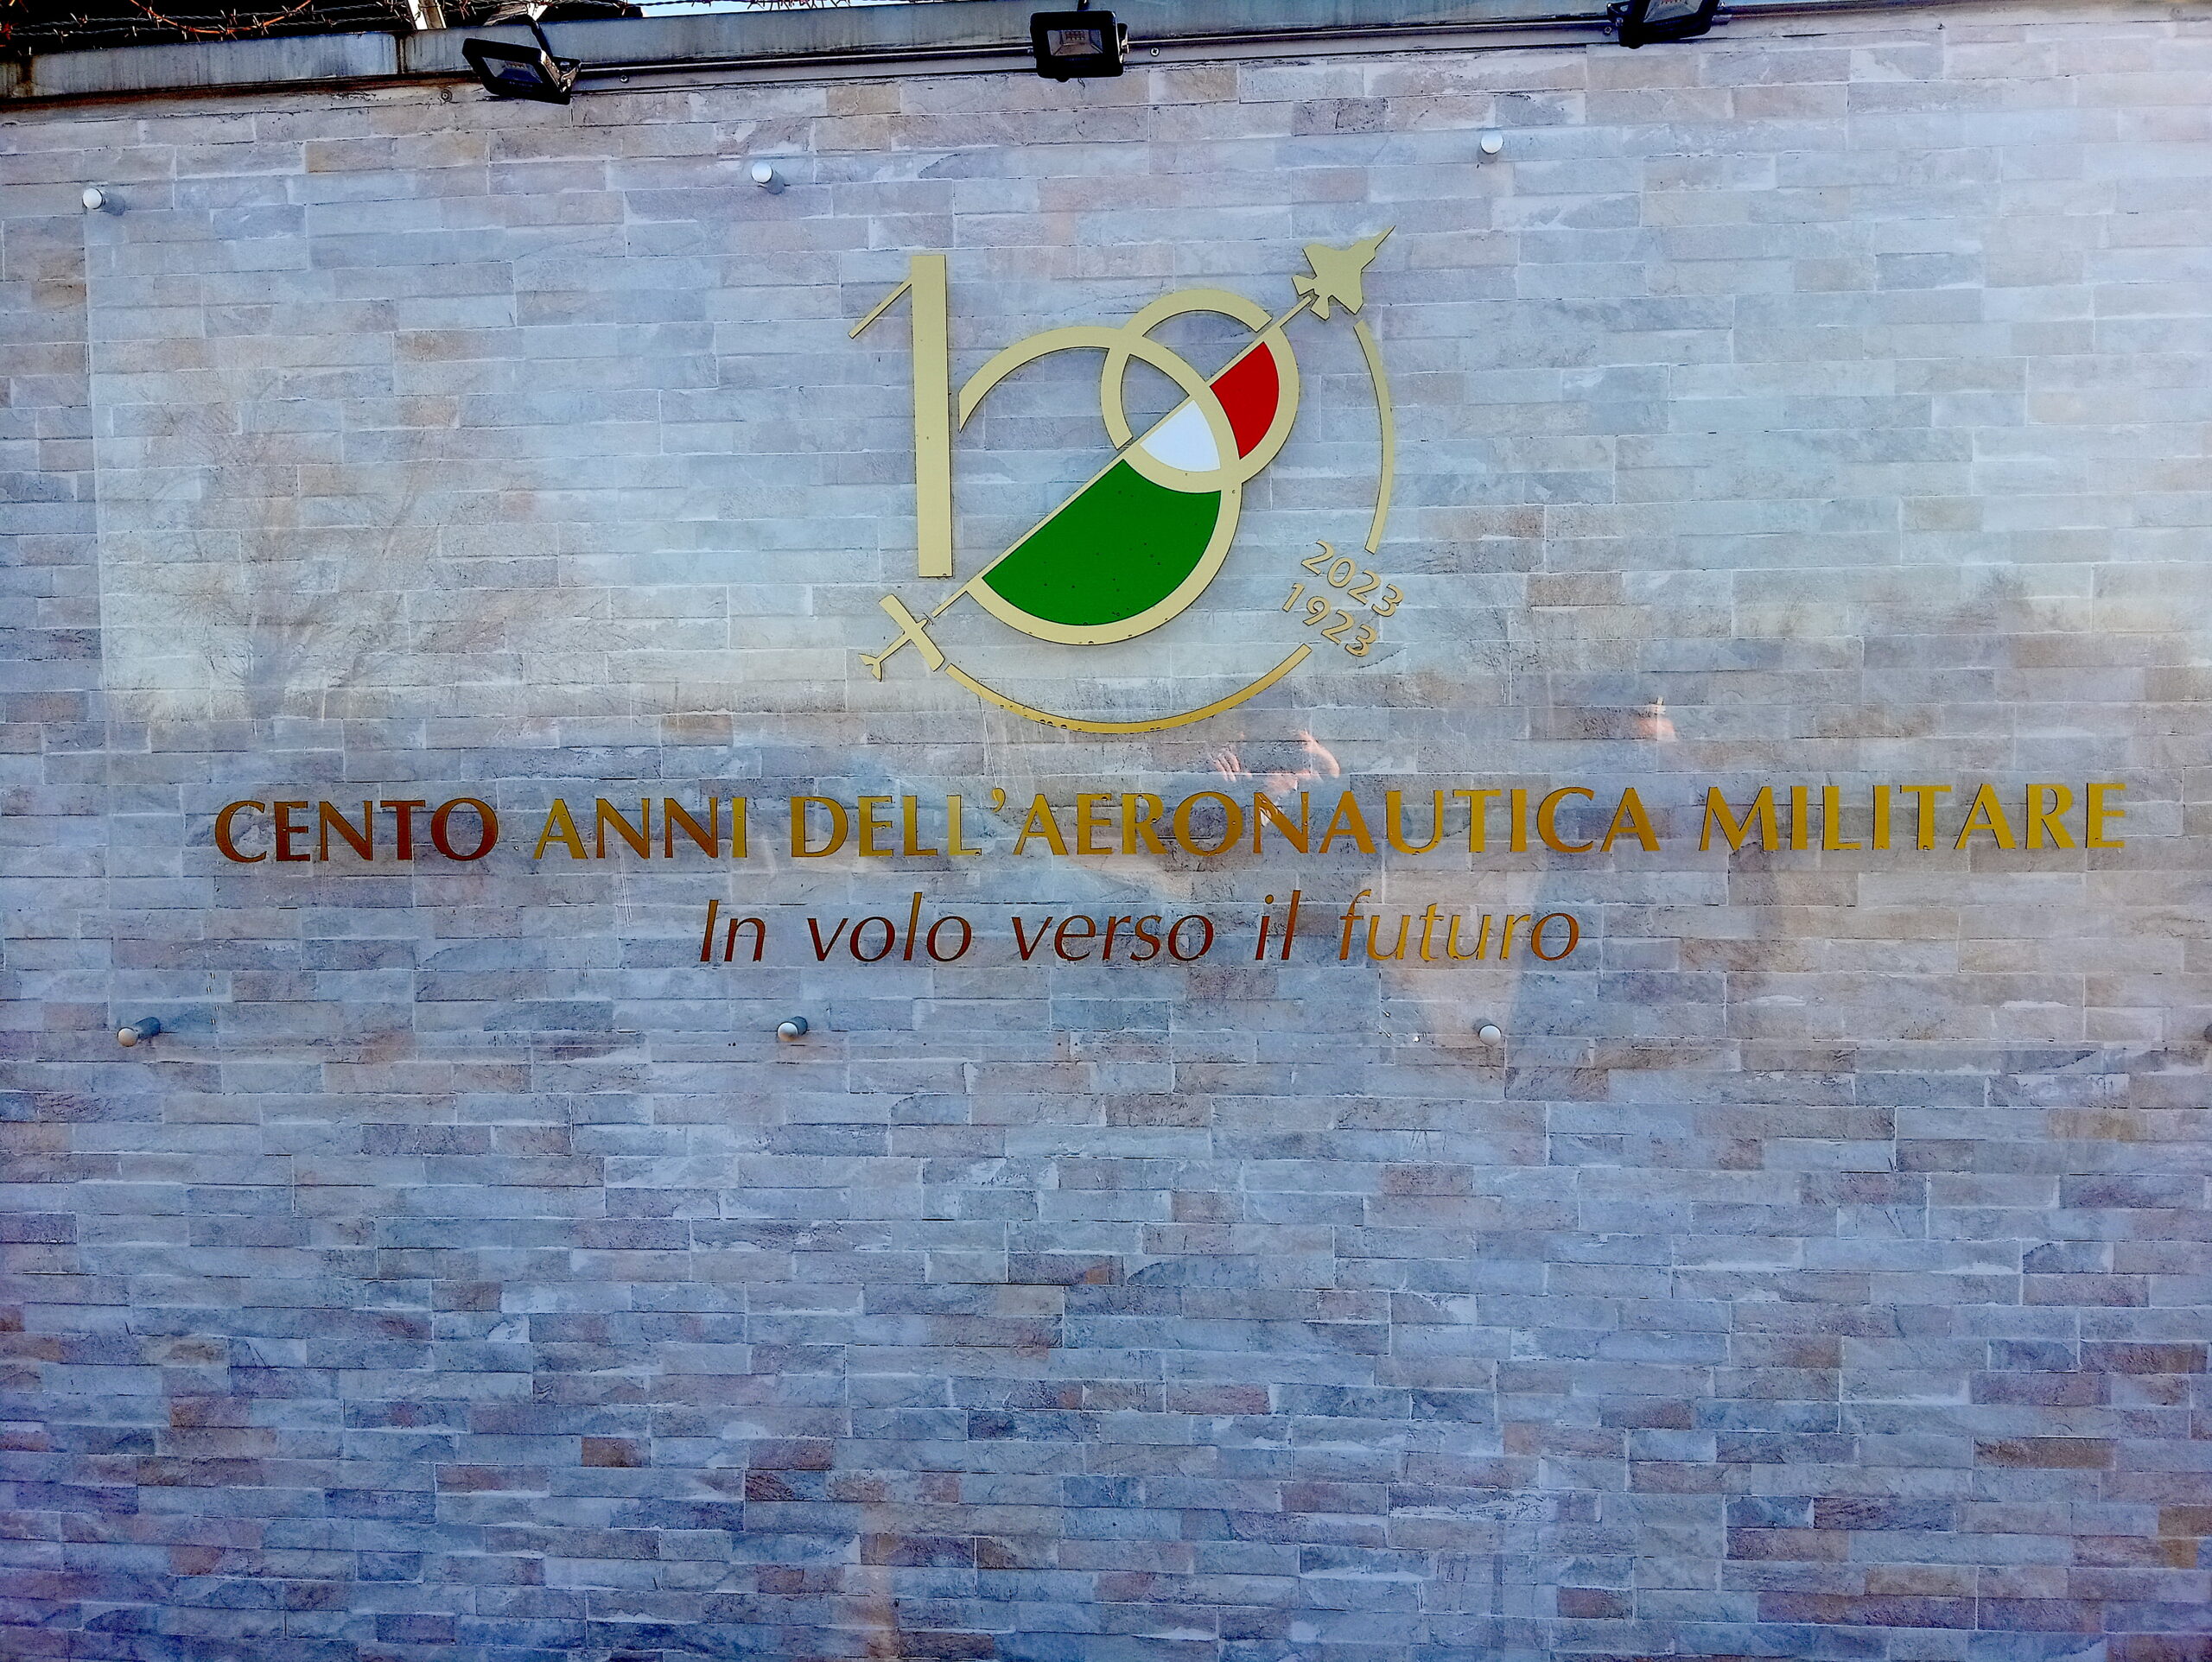 100
2023
1923
CENTO ANNI DELL'AERONAUTICA MILITARE
In volo verso il futuro